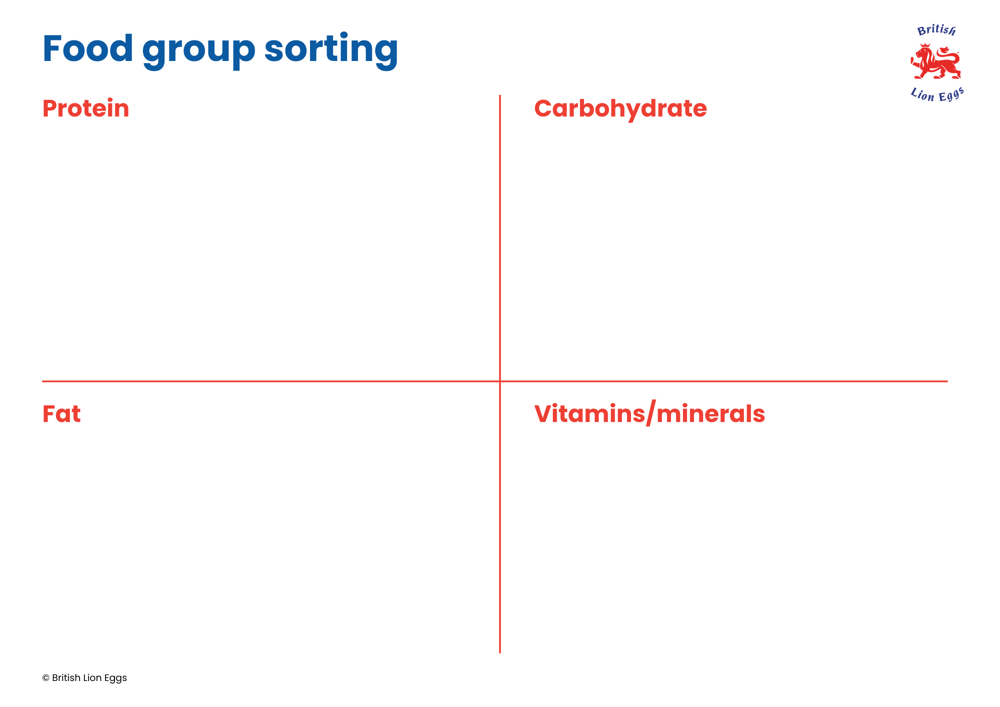 Food group sorting
British
Lion Eggs
Protein
Carbohydrate
Fat
Vitamins/minerals
© British Lion Eggs